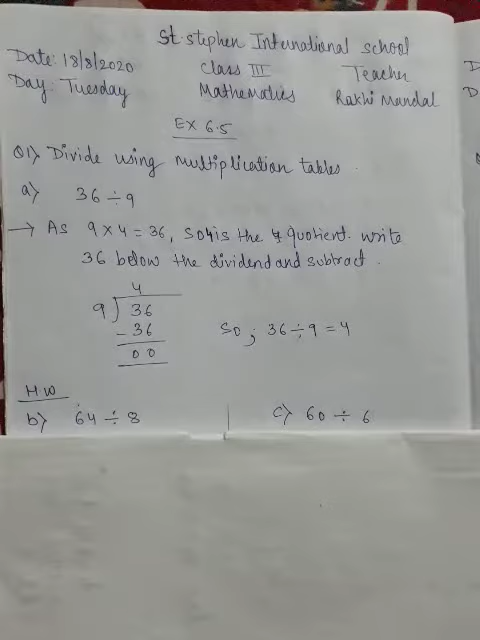 St. stephen International school
Date: 18/8/2020 Class III Teacher
Day: Tuesday Mathematics Rakhi Mandal
EX 6.5
Q1) Divide using multiplication tables.
a) 36 ÷ 9
→ As 9 x 4 = 36, so 4 is the quotient. write
36 below the dividend and subtract.
4
9 ) 36
- 36 So, 36 ÷ 9 = 4
00
HW
b) 64 ÷ 8 c) 60 ÷ 6